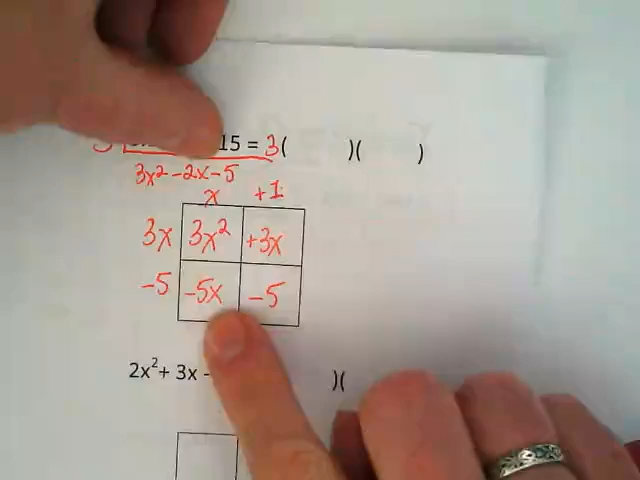 15 = 3( )( )
3x² - 2x - 5
x +1
3x 3x² +3x
-5 -5x -5
2x² + 3x - )(